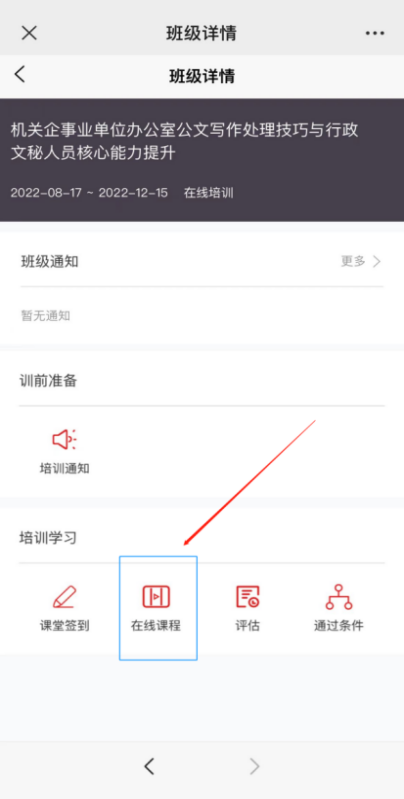 班级详情
班级详情
机关企事业单位办公室公文写作处理技巧与行政
文秘人员核心能力提升
2022-08-17 ~ 2022-12-15 在线培训
班级通知 更多
暂无通知
训前准备
培训通知
培训学习
课堂签到 在线课程 评估 通过条件